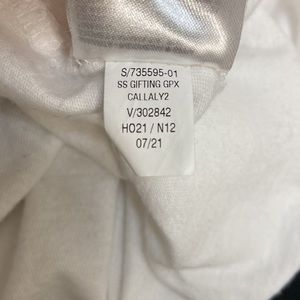 S/735595-01
SS GIFTING GPX
CALLALY2
V/302842
HO21 / N12
07/21